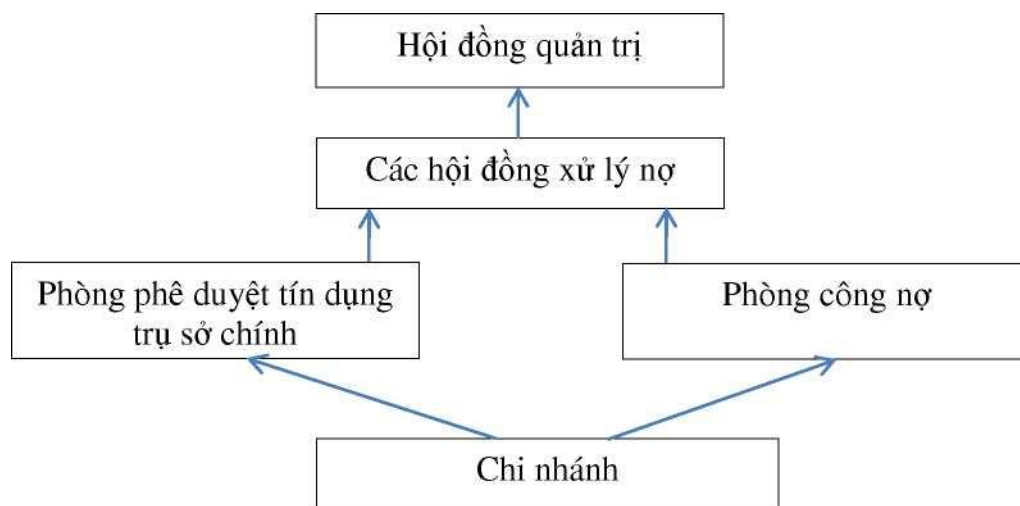 Hội đồng quản trị
Các hội đồng xử lý nợ
Phòng phê duyệt tín dụng
trụ sở chính
Phòng công nợ
Chi nhánh